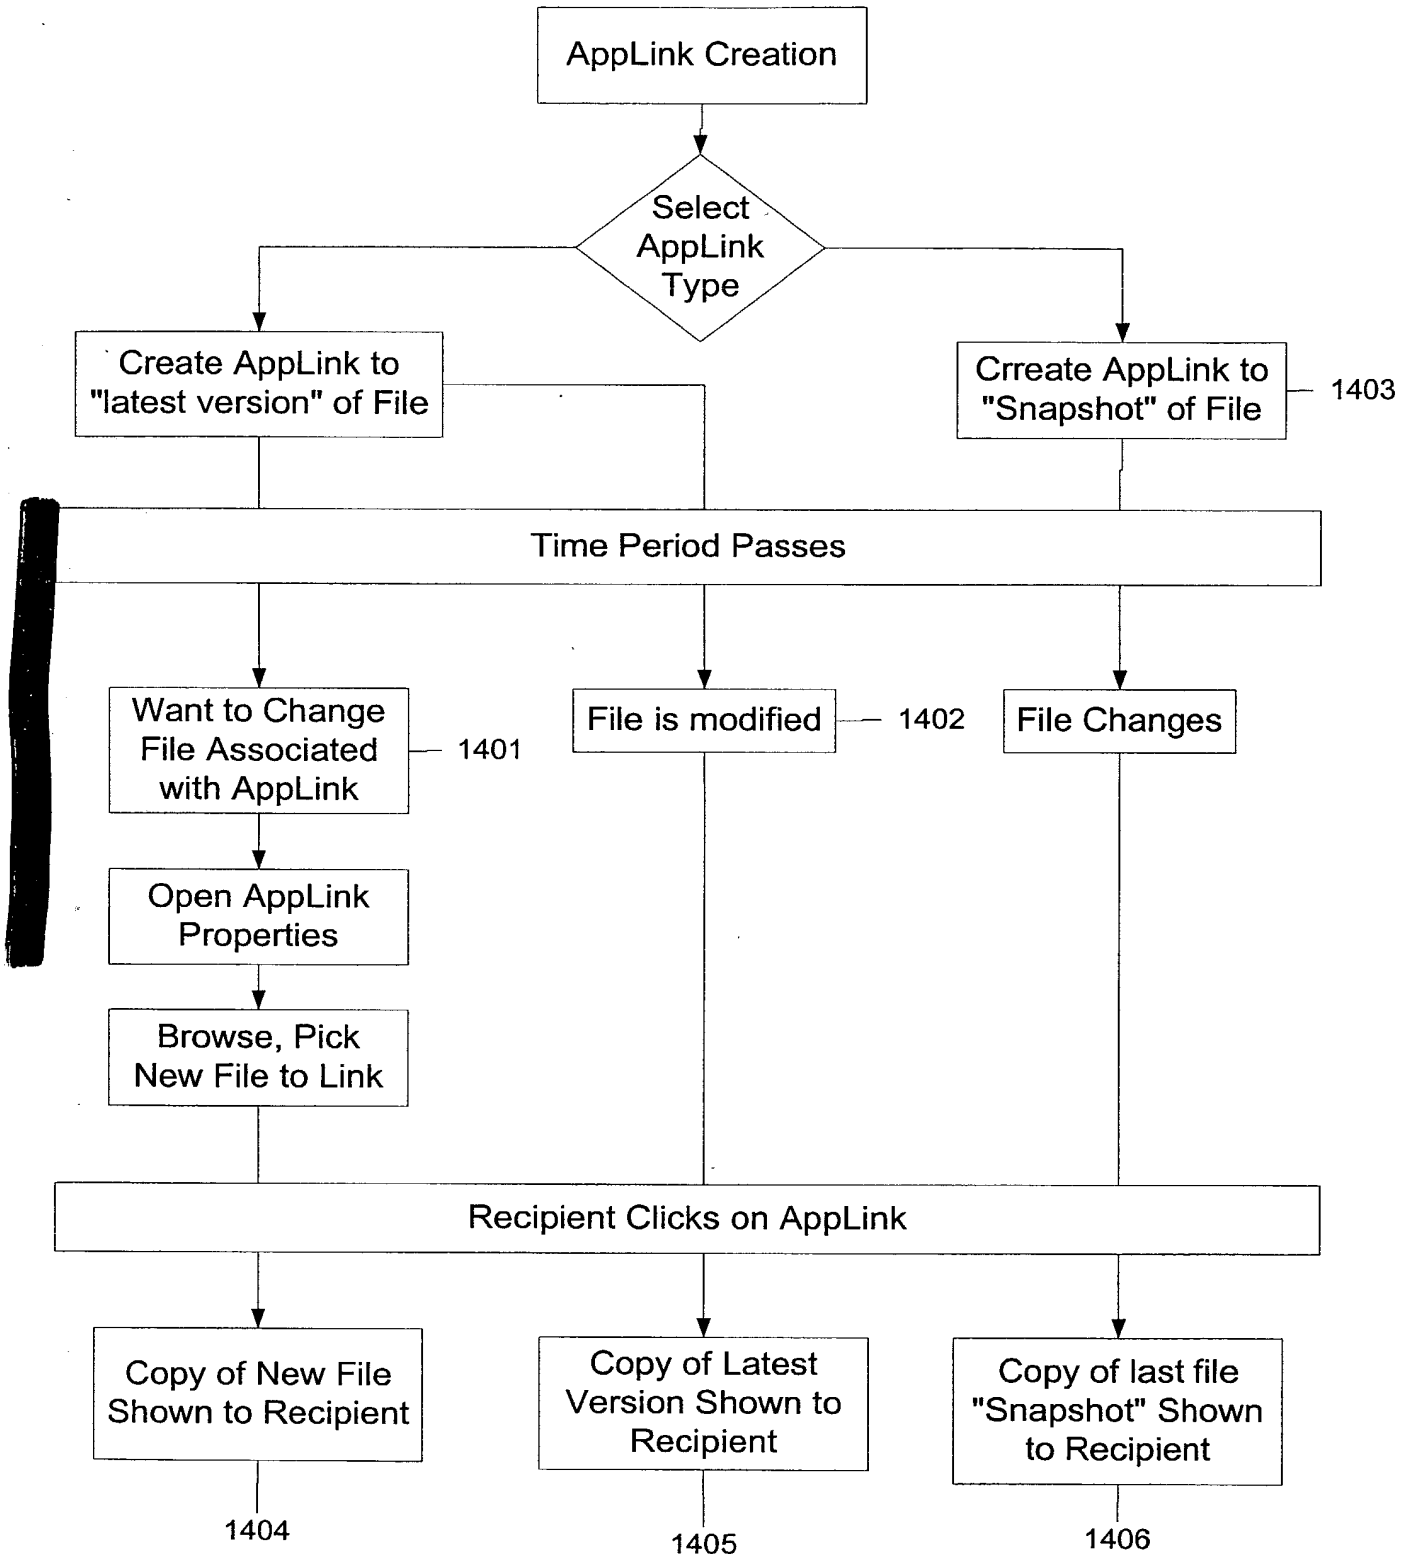 AppLink Creation
Select
AppLink
Type
Create AppLink to
"latest version" of File
Crreate AppLink to
"Snapshot" of File
1403
Time Period Passes
Want to Change
File Associated
with AppLink
1401
File is modified
1402
File Changes
Open AppLink
Properties
Browse, Pick
New File to Link
Recipient Clicks on AppLink
Copy of New File
Shown to Recipient
Copy of Latest
Version Shown to
Recipient
Copy of last file
"Snapshot" Shown
to Recipient
1404
1405
1406